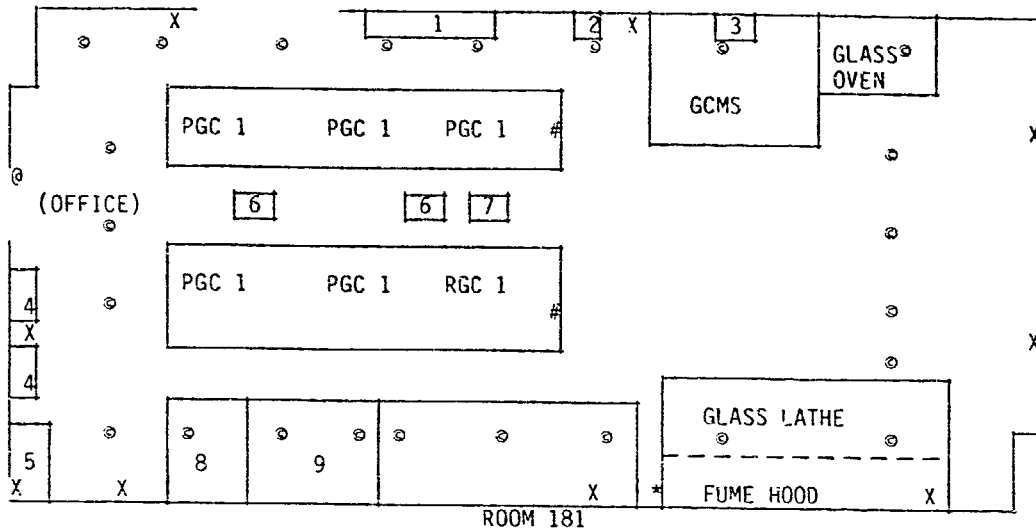 X
1
2
X
3
© © © © © © © ©
GLASS
OVEN
GCMS
PGC 1 PGC 1 PGC 1 #
X
© ©
@
(OFFICE)
6 6 7
© ©
PGC 1 PGC 1 RGC 1
4
© ©
#
X
X
©
4
GLASS LATHE
© © © © © © © © ©
5
8
9
X
X
X
*
FUME HOOD
X
ROOM 181